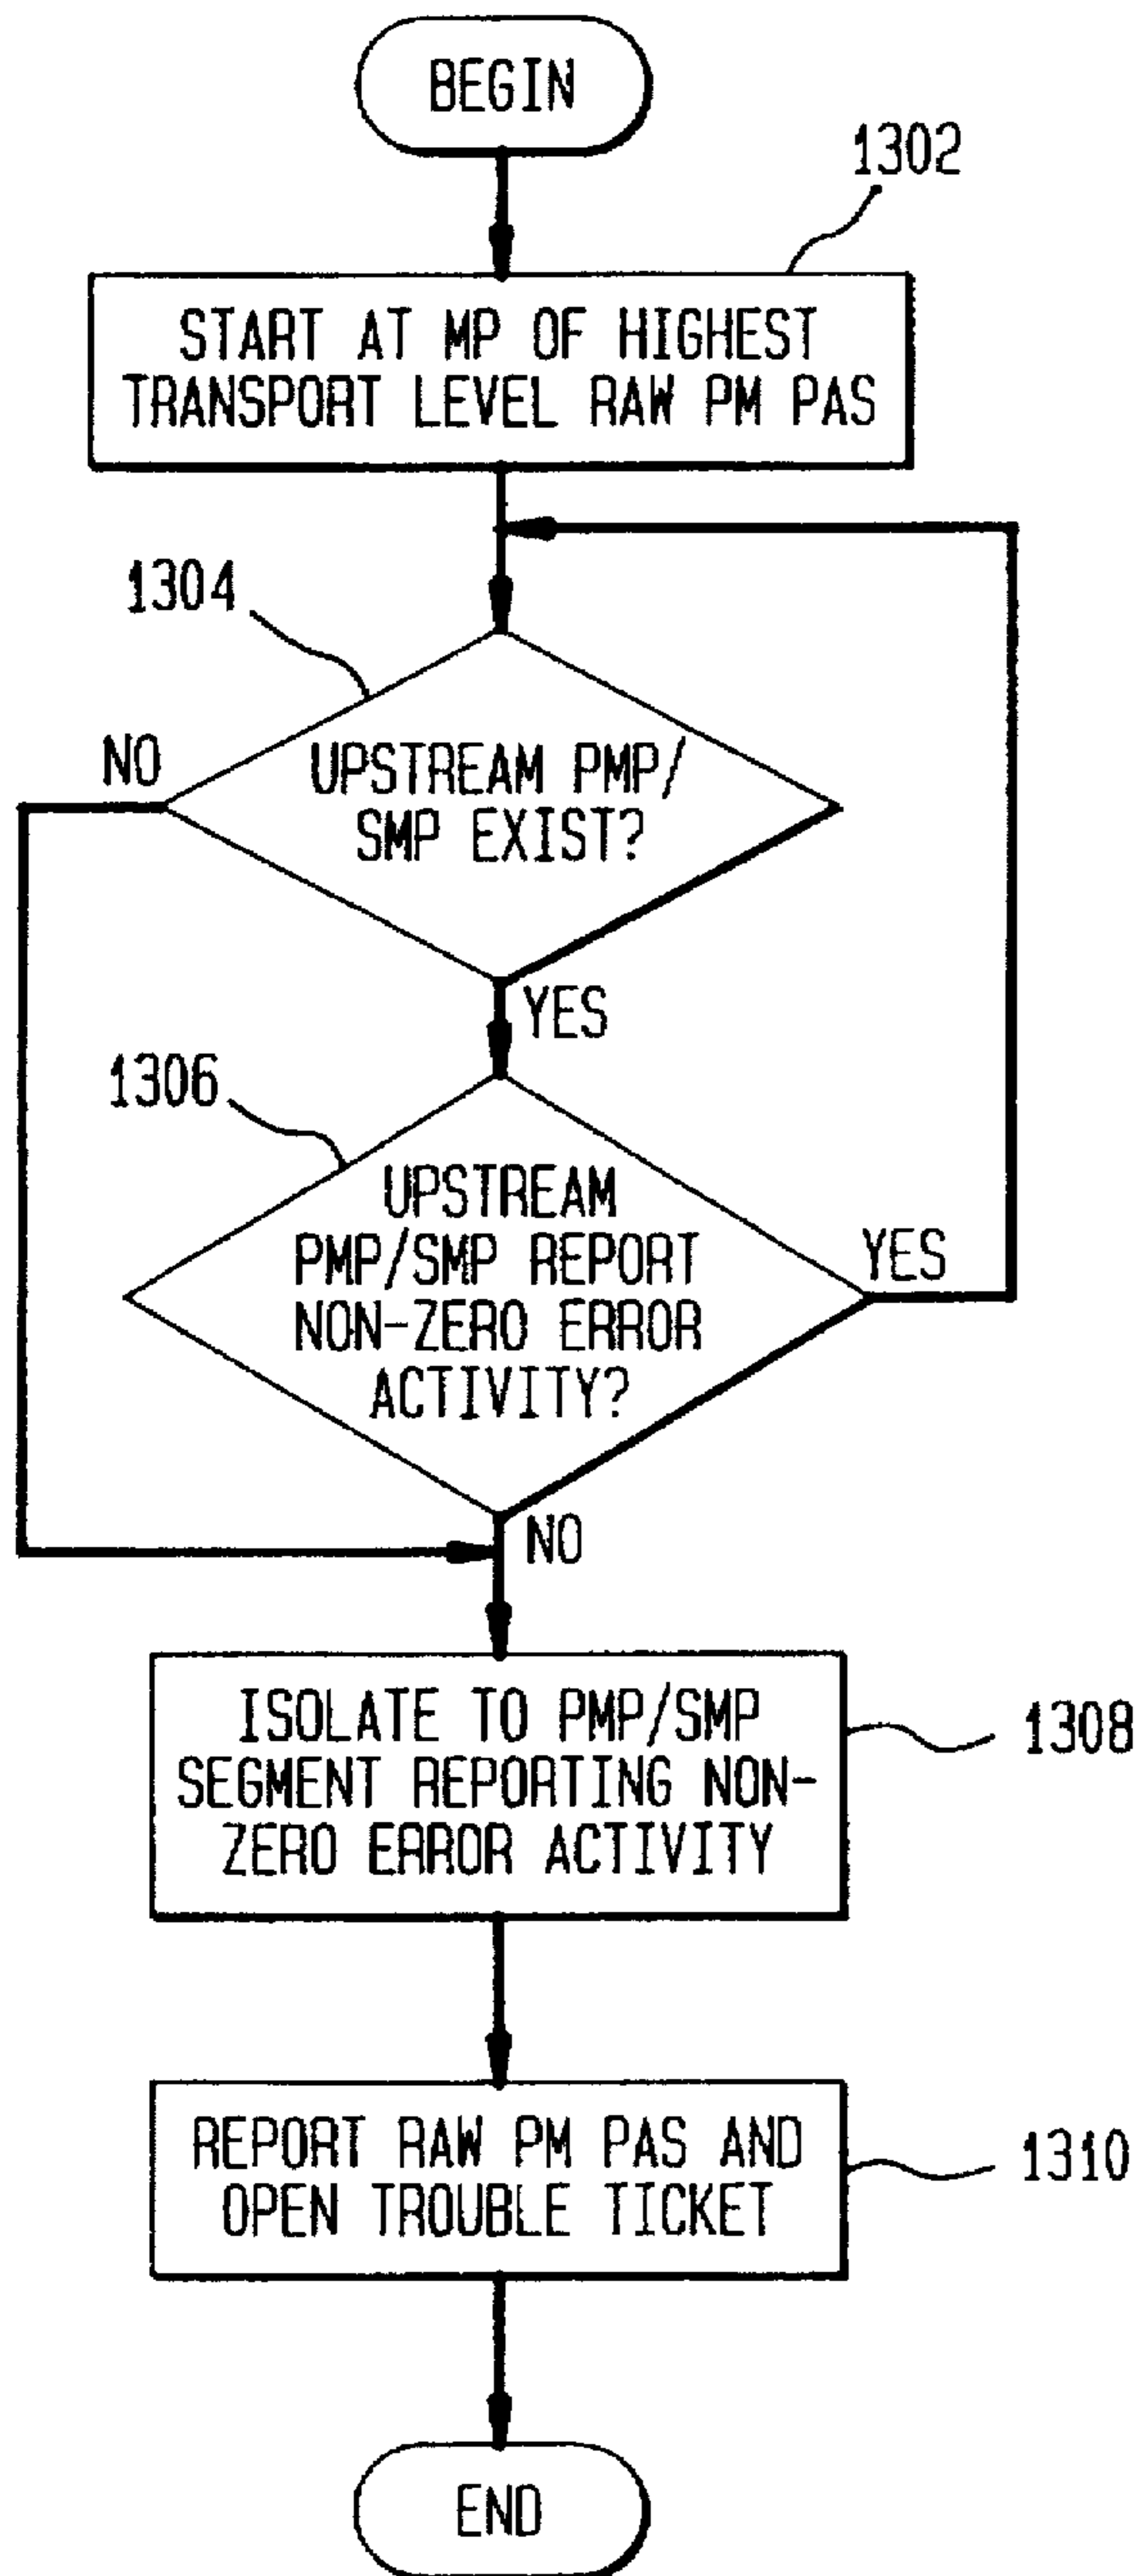 BEGIN
1302
START AT MP OF HIGHEST
TRANSPORT LEVEL RAW PM PAS
1304
NO
UPSTREAM PMP/
SMP EXIST?
YES
1306
UPSTREAM
PMP/SMP REPORT
NON-ZERO ERROR
ACTIVITY?
YES
NO
ISOLATE TO PMP/SMP
SEGMENT REPORTING NON-
ZERO ERROR ACTIVITY
1308
REPORT RAW PM PAS AND
OPEN TROUBLE TICKET
1310
END